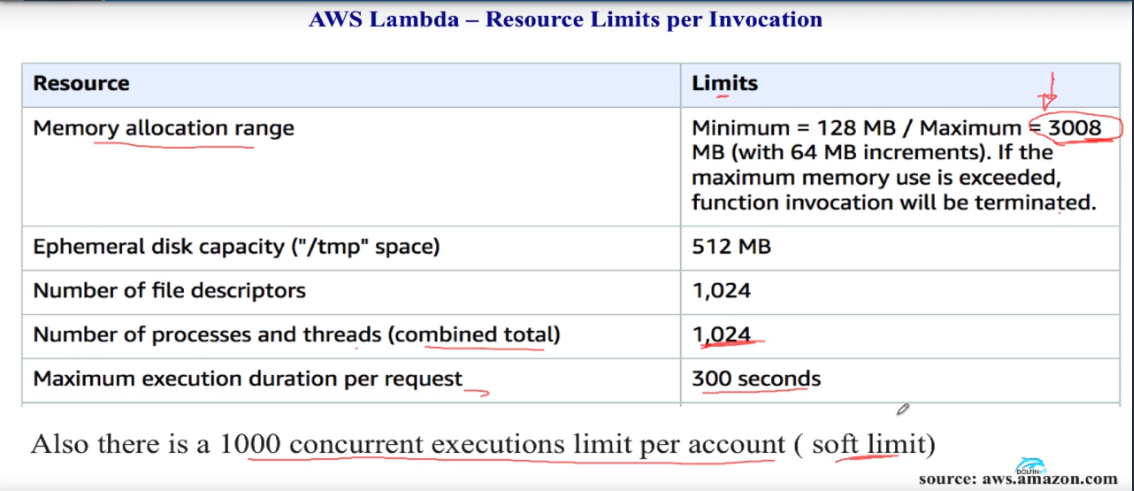 AWS Lambda – Resource Limits per Invocation
Resource
Limits
Memory allocation range
Minimum = 128 MB / Maximum = 3008
MB (with 64 MB increments). If the
maximum memory use is exceeded,
function invocation will be terminated.
Ephemeral disk capacity ("/tmp" space)
512 MB
Number of file descriptors
1,024
Number of processes and threads (combined total)
1,024
Maximum execution duration per request
300 seconds
Also there is a 1000 concurrent executions limit per account ( soft limit)
DOLFIN
source: aws.amazon.com